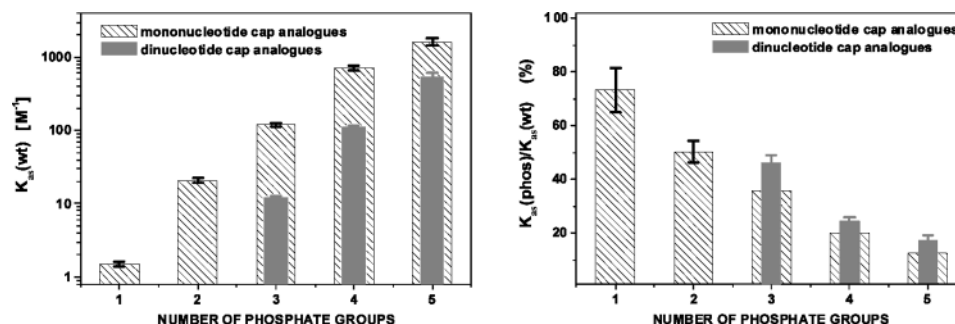 mononucleotide cap analogues
dinucleotide cap analogues
1000
100
10
1
K_as(wt) [M⁻¹]
1 2 3 4 5
NUMBER OF PHOSPHATE GROUPS
mononucleotide cap analogues
dinucleotide cap analogues
80
60
40
20
K_as(phos)/K_as(wt) (%)
1 2 3 4 5
NUMBER OF PHOSPHATE GROUPS